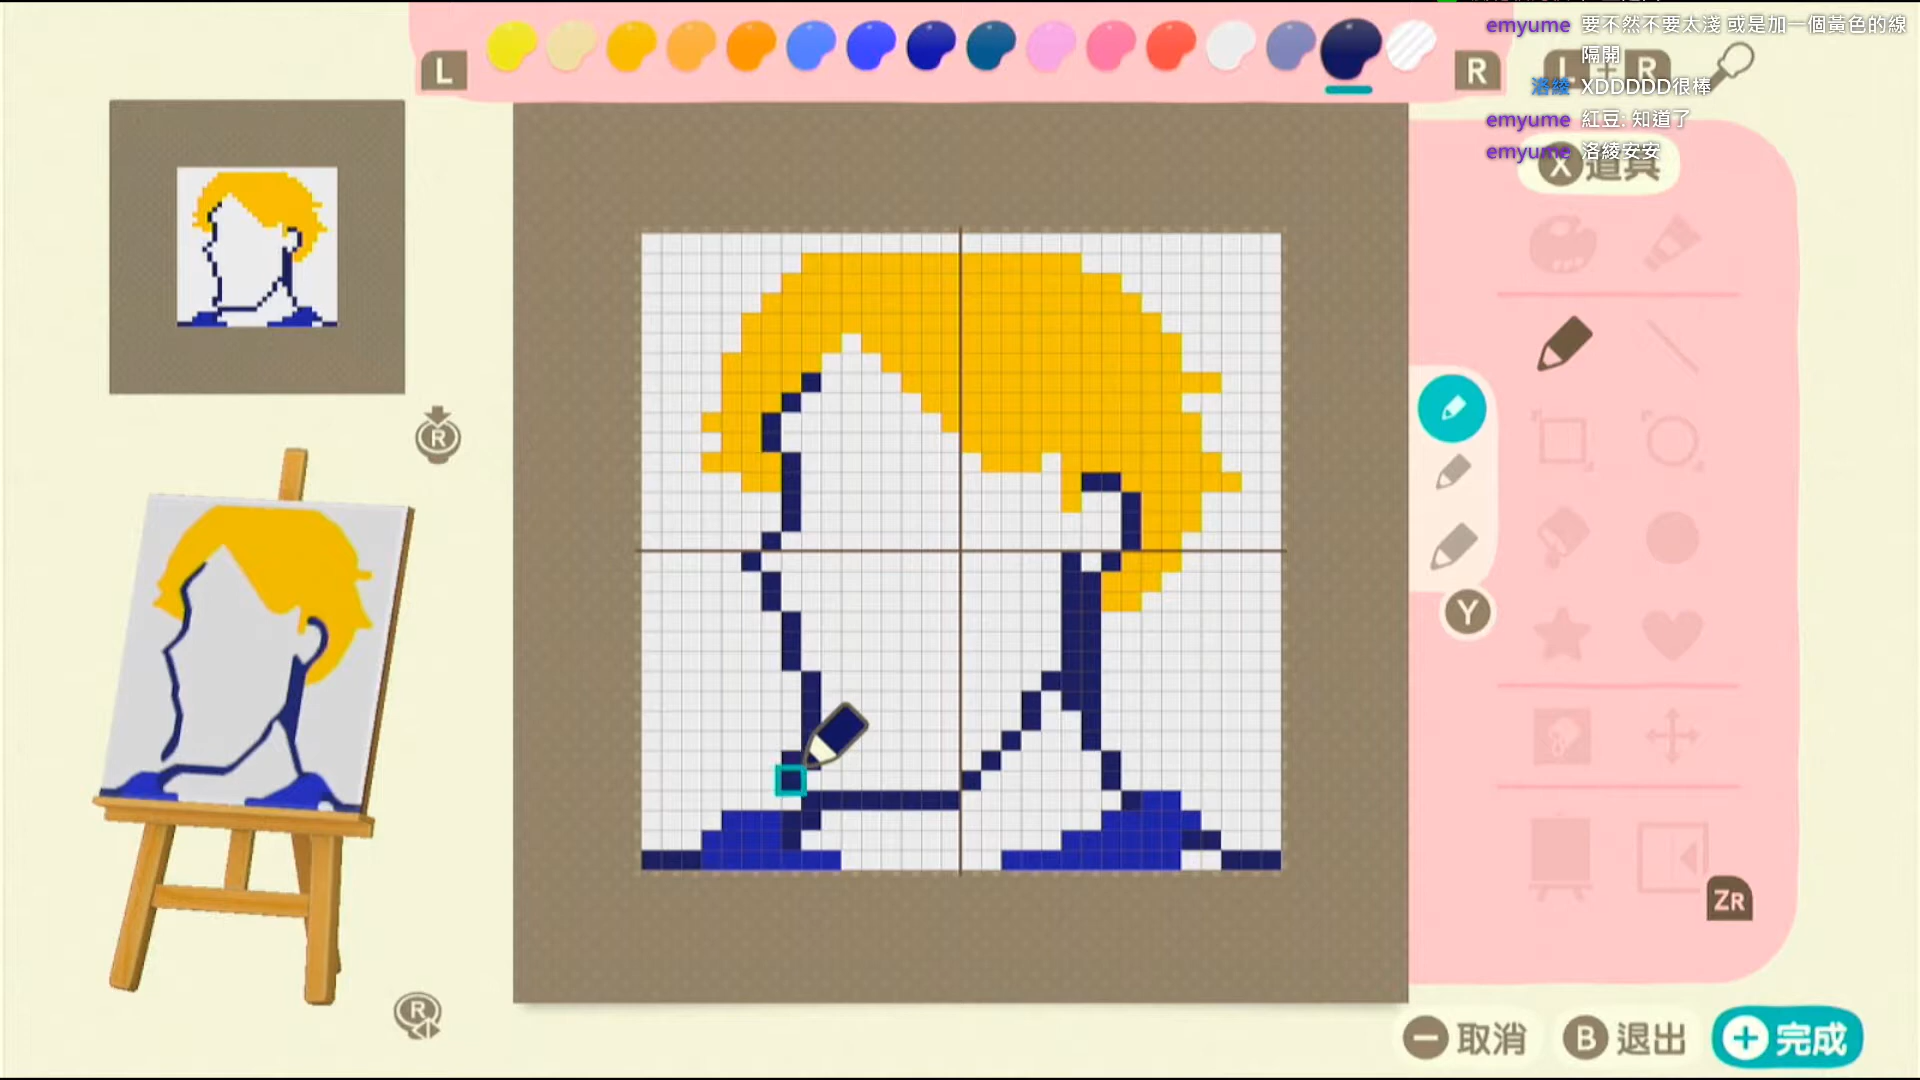 emyume 要不然不要太淺 或是加一個黃色的線
隔開
洛綾 XDDDDD很棒
emyume 紅豆: 知道了
emyume 洛綾安安
L
R
L + R
X 道具
R
Y
ZR
R
取消
B 退出
完成